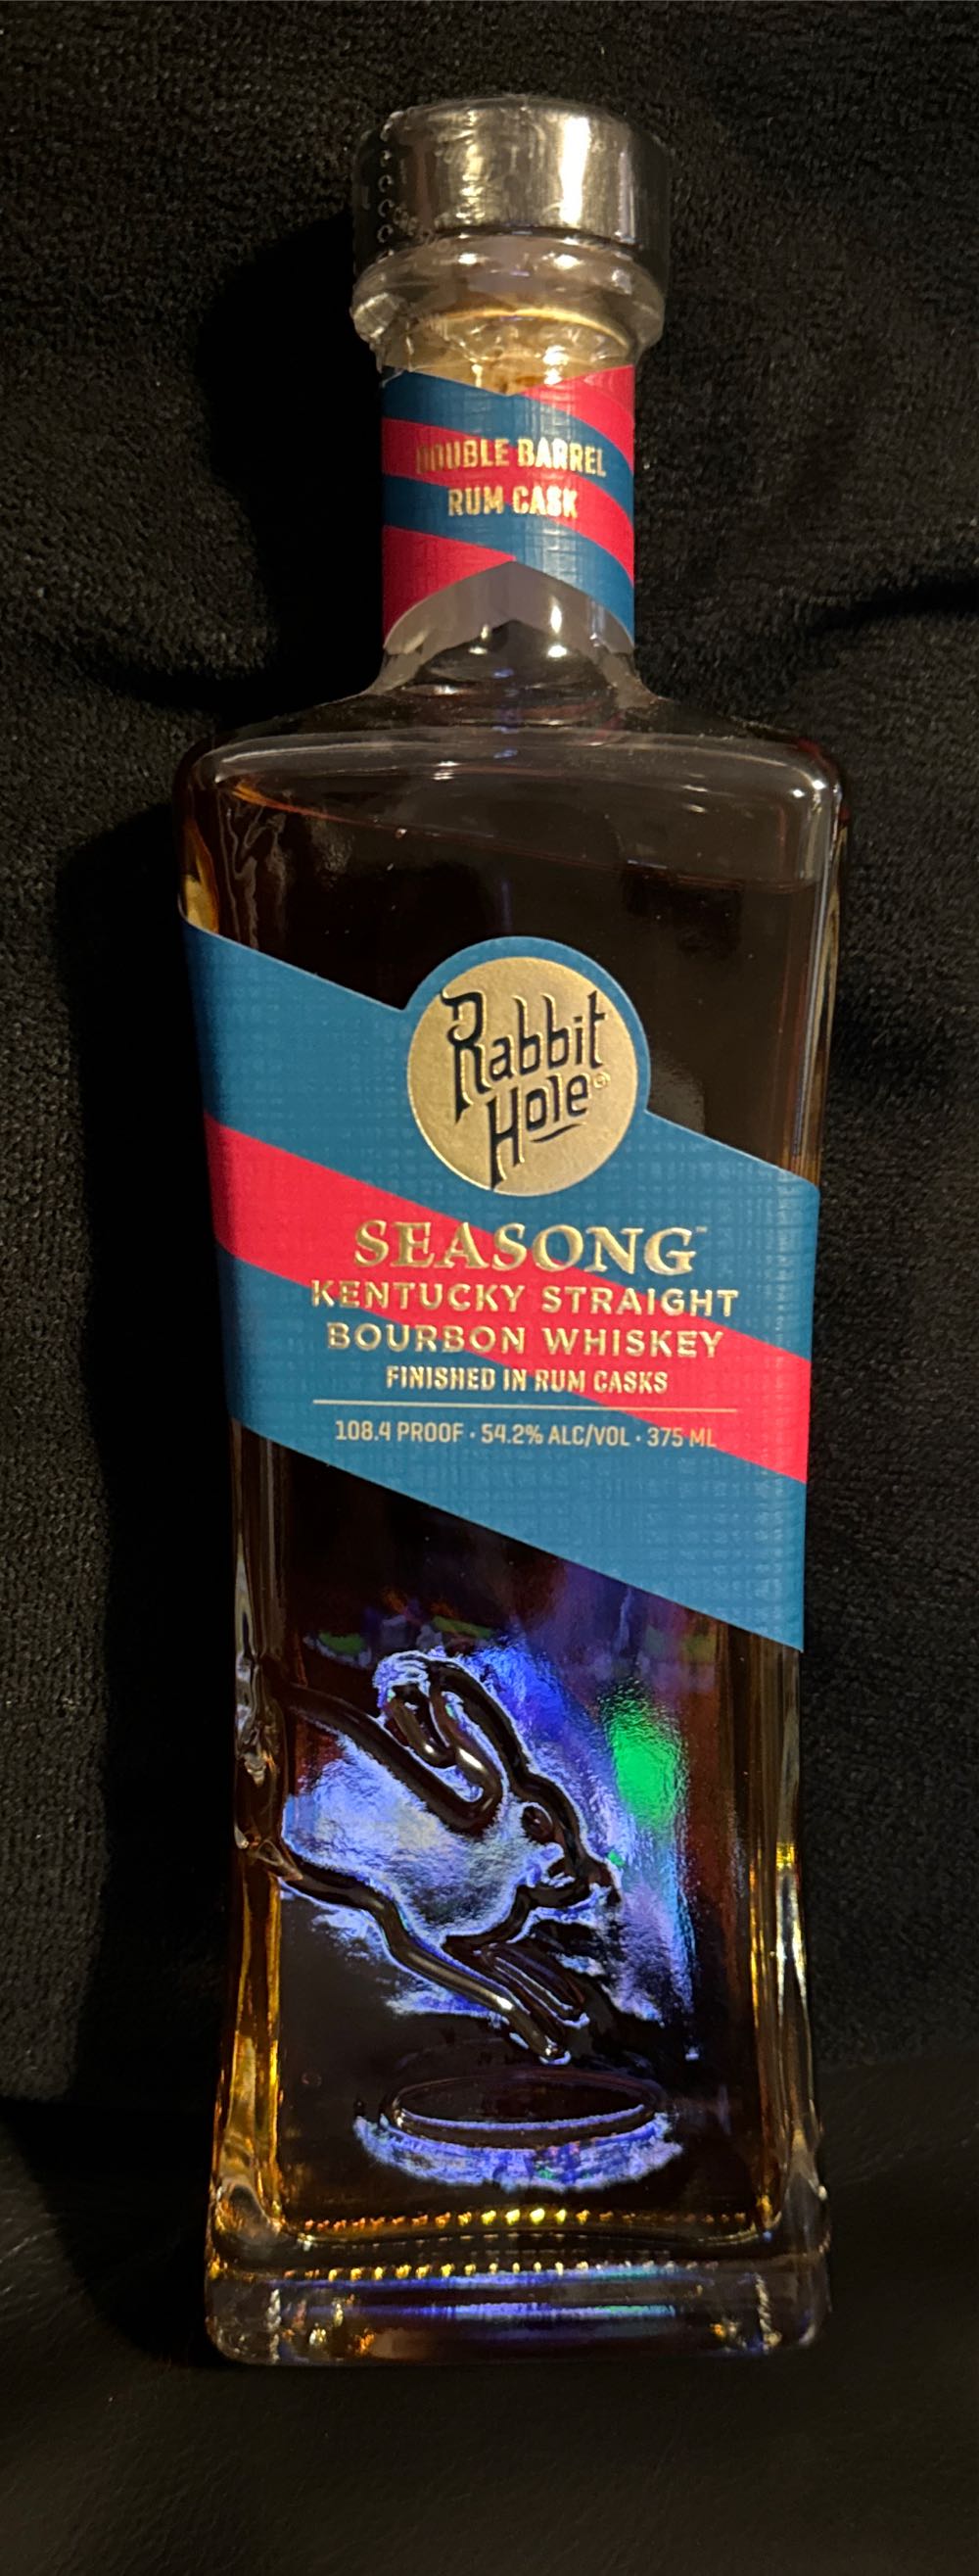 DOUBLE BARREL
RUM CASK
Rabbit
Hole®
SEASONG™
KENTUCKY STRAIGHT
BOURBON WHISKEY
FINISHED IN RUM CASKS
108.4 PROOF · 54.2% ALC/VOL · 375 ML